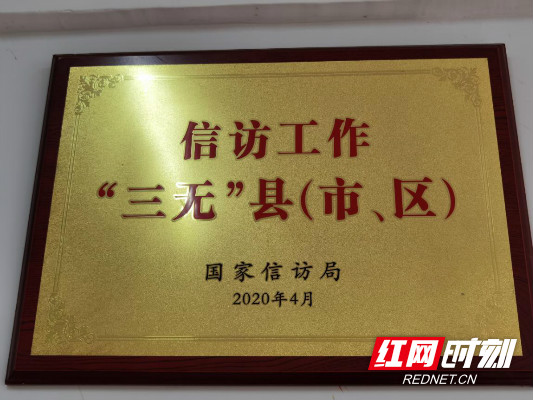 信访工作
“三无”县(市、区)
国家信访局
2020年4月
红网时刻
REDNET.CN